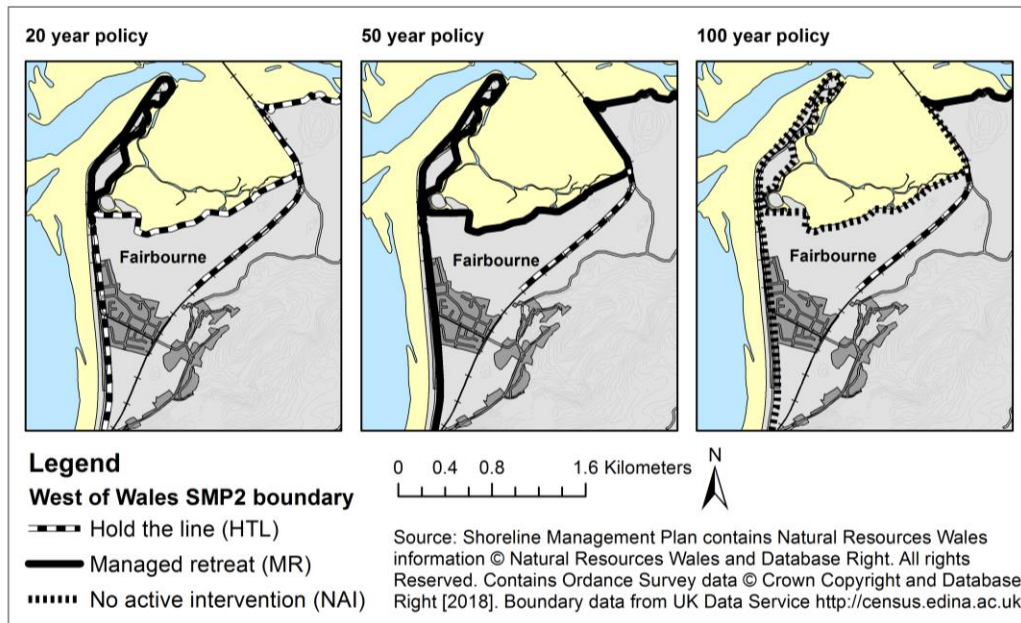 20 year policy
50 year policy
100 year policy
Fairbourne
Fairbourne
Fairbourne
Legend
West of Wales SMP2 boundary
Hold the line (HTL)
Managed retreat (MR)
No active intervention (NAI)
0 0.4 0.8 1.6 Kilometers
N
Source: Shoreline Management Plan contains Natural Resources Wales
information © Natural Resources Wales and Database Right. All rights
Reserved. Contains Ordance Survey data © Crown Copyright and Database
Right [2018]. Boundary data from UK Data Service http://census.edina.ac.uk